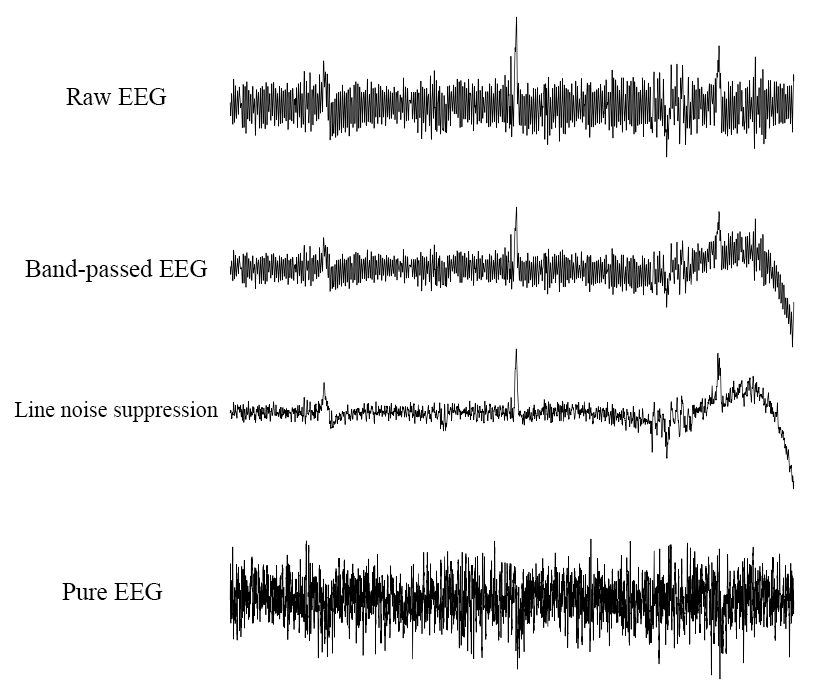 Raw EEG
Band-passed EEG
Line noise suppression
Pure EEG